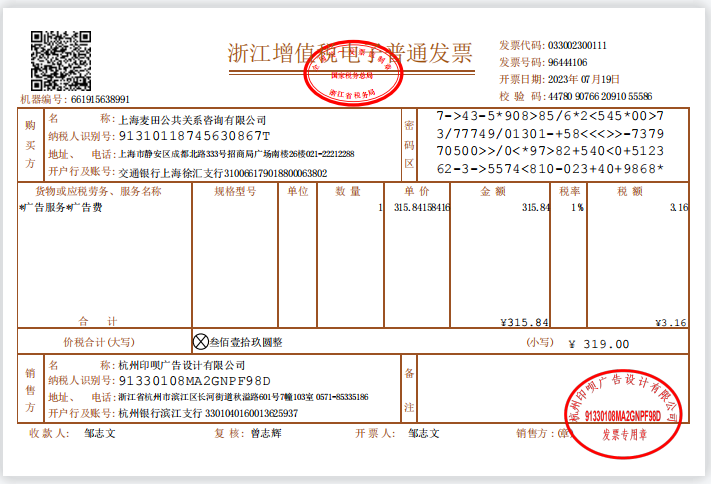 浙江增值税电子普通发票
全国统一发票监制章
国家税务总局
浙江省税务局
发票代码: 033002300111
发票号码: 96444106
开票日期: 2023年 07月19日
校 验 码: 44780 90766 20910 55586
机器编号: 661915638991
购买方
名 称: 上海麦田公共关系咨询有限公司
纳税人识别号: 91310118745630867T
地址、 电话: 上海市静安区成都北路333号招商局广场南楼26楼021-22212288
开户行及账号: 交通银行上海徐汇支行310066179018800063802
密码区
7->43-5*908>85/6*2<545*00>7
3/77749/01301-+58<<<>>-7379
70500>>/0<*97>82+540<0+5123
62-3->5574<810-023+40+9868*
货物或应税劳务、服务名称 规格型号 单位 数 量 单 价 金 额 税率 税 额
*广告服务*广告费 1 315.84158416 315.84 1% 3.16
合 计 ¥315.84 ¥3.16
价税合计(大写) ⊗叁佰壹拾玖圆整 (小写) ¥ 319.00
销售方
名 称: 杭州印呗广告设计有限公司
纳税人识别号: 91330108MA2GNPF98D
地址、 电话: 浙江省杭州市滨江区长河街道秋溢路601号7幢103室 0571-85335186
开户行及账号: 杭州银行滨江支行 3301040160013625937
备注
收 款 人: 邹志文 复 核: 曾志辉 开 票 人: 邹志文 销售方: (章)
杭州印呗广告设计有限公司
91330108MA2GNPF98D
发票专用章